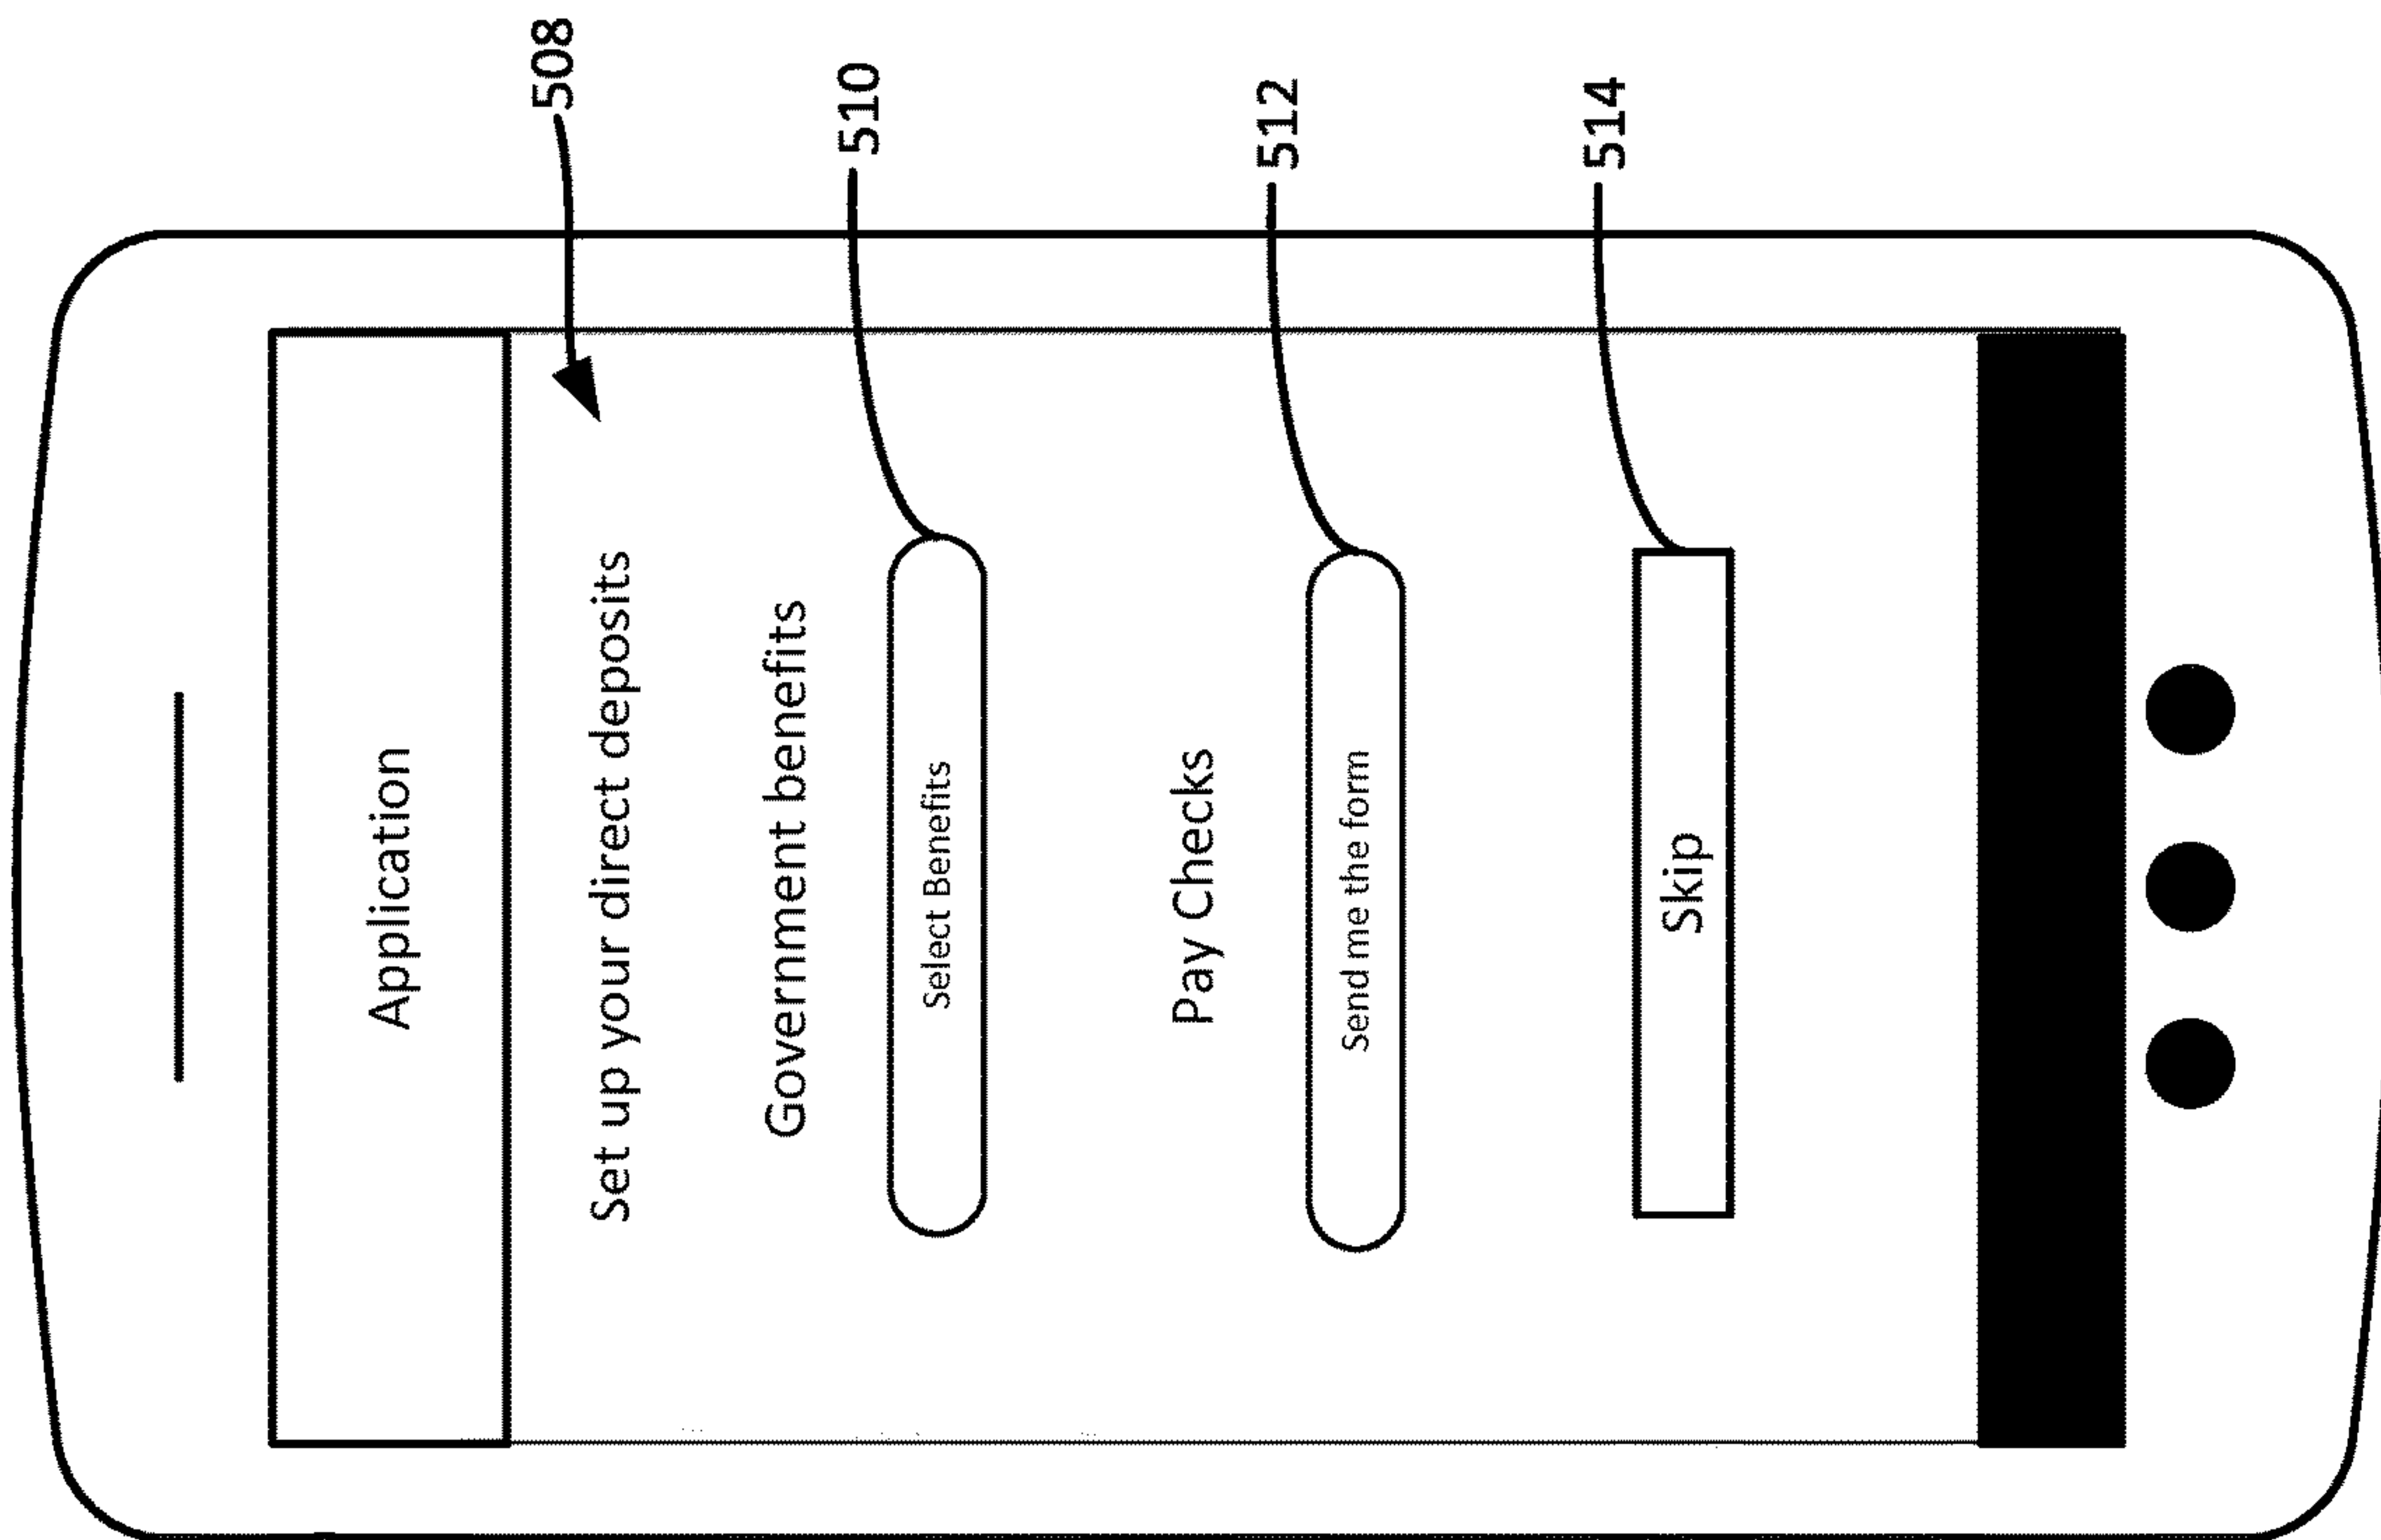 Application
508
Set up your direct deposits
Government benefits
510
Select Benefits
Pay Checks
512
Send me the form
514
Skip